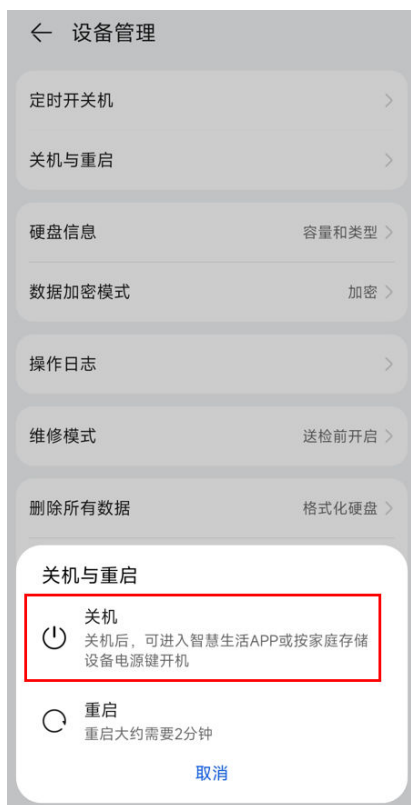 设备管理
定时开关机
关机与重启
硬盘信息 容量和类型
数据加密模式 加密
操作日志
维修模式 送检前开启
删除所有数据 格式化硬盘
关机与重启
关机
关机后，可进入智慧生活APP或按家庭存储
设备电源键开机
重启
重启大约需要2分钟
取消